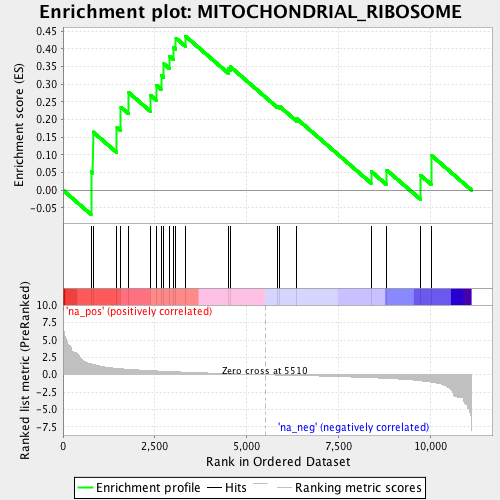 Enrichment plot: MITOCHONDRIAL_RIBOSOME
Enrichment score (ES)
0.45
0.40
0.35
0.30
0.25
0.20
0.15
0.10
0.05
0.00
-0.05
Ranked list metric (PreRanked)
10.0
7.5
5.0
2.5
0.0
-2.5
-5.0
-7.5
'na_pos' (positively correlated)
Zero cross at 5510
'na_neg' (negatively correlated)
0
2,500
5,000
7,500
10,000
Rank in Ordered Dataset
Enrichment profile
Hits
Ranking metric scores